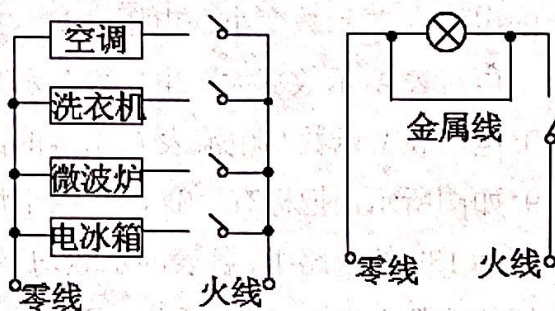 空调
洗衣机
微波炉
电冰箱
零线 火线
金属线
零线 火线